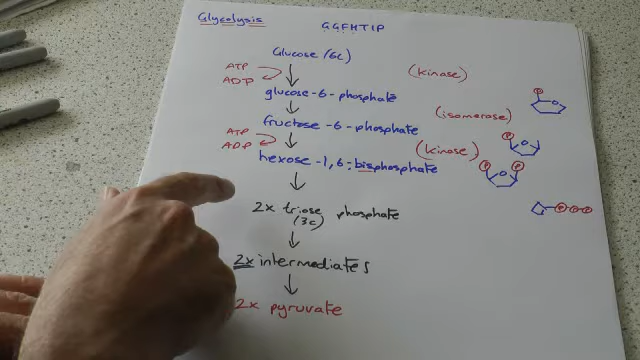 Glycolysis
GGFHTIP
Glucose (6c)
ATP
ADP
(kinase)
glucose-6-phosphate
P
(isomerase)
fructose-6-phosphate
P
ATP
ADP
(kinase)
hexose-1,6-bisphosphate
P P
2x triose phosphate
(3c)
P P P
2x intermediates
2x pyruvate